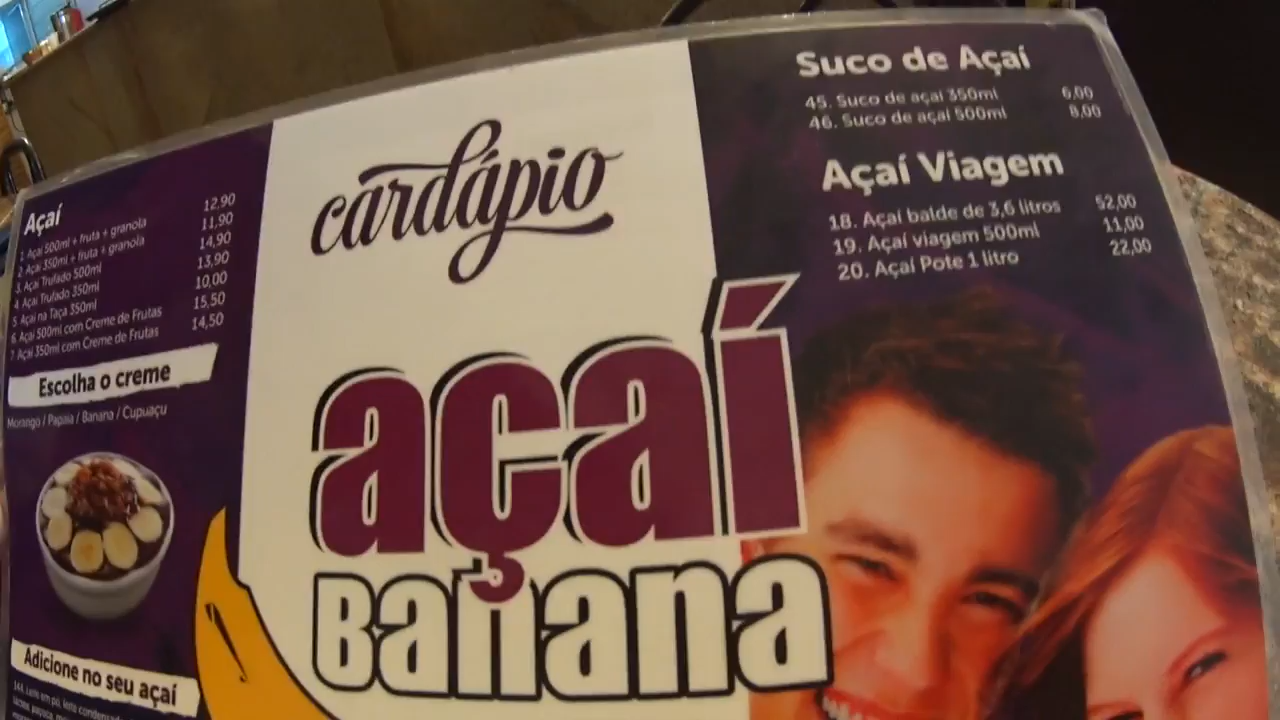 Açaí
1. Açaí 500ml + fruta + granola 12,90
2. Açaí 350ml + fruta + granola 11,90
3. Açaí Trufado 500ml 14,90
4. Açaí Trufado 350ml 13,90
5. Açaí na Taça 350ml 10,00
6. Açaí 500ml com Creme de Frutas 15,50
7. Açaí 350ml com Creme de Frutas 14,50
Escolha o creme
Morango / Papaia / Banana / Cupuaçu
Adicione no seu açaí
cardápio
açaí
Banana
Suco de Açaí
45. Suco de açaí 350ml 6,00
46. Suco de açaí 500ml 8,00
Açaí Viagem
18. Açaí balde de 3,6 litros 52,00
19. Açaí viagem 500ml 11,00
20. Açaí Pote 1 litro 22,00